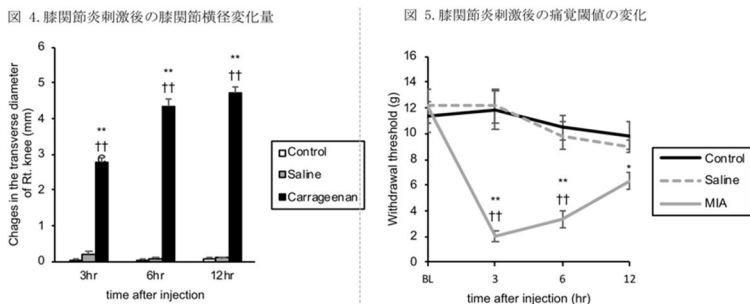 図 4.膝関節炎刺激後の膝関節横径変化量
Chages in the transverse diameter
of Rt. knee (mm)
6
5
4
3
2
1
0
**
††
**
††
**
††
3hr
6hr
12hr
time after injection
Control
Saline
Carrageenan
図 5.膝関節炎刺激後の痛覚閾値の変化
Withdrawal threshold (g)
16
14
12
10
8
6
4
2
0
**
††
**
††
*
BL
3
6
12
time after injection (hr)
Control
Saline
MIA